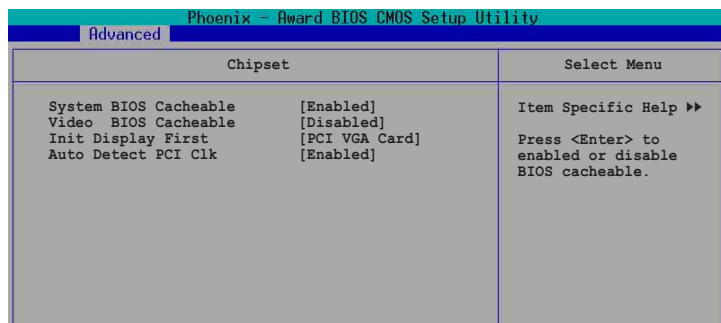 Phoenix - Award BIOS CMOS Setup Utility
Advanced
Chipset
Select Menu
System BIOS Cacheable [Enabled]
Video BIOS Cacheable [Disabled]
Init Display First [PCI VGA Card]
Auto Detect PCI Clk [Enabled]
Item Specific Help ▶▶
Press <Enter> to
enabled or disable
BIOS cacheable.